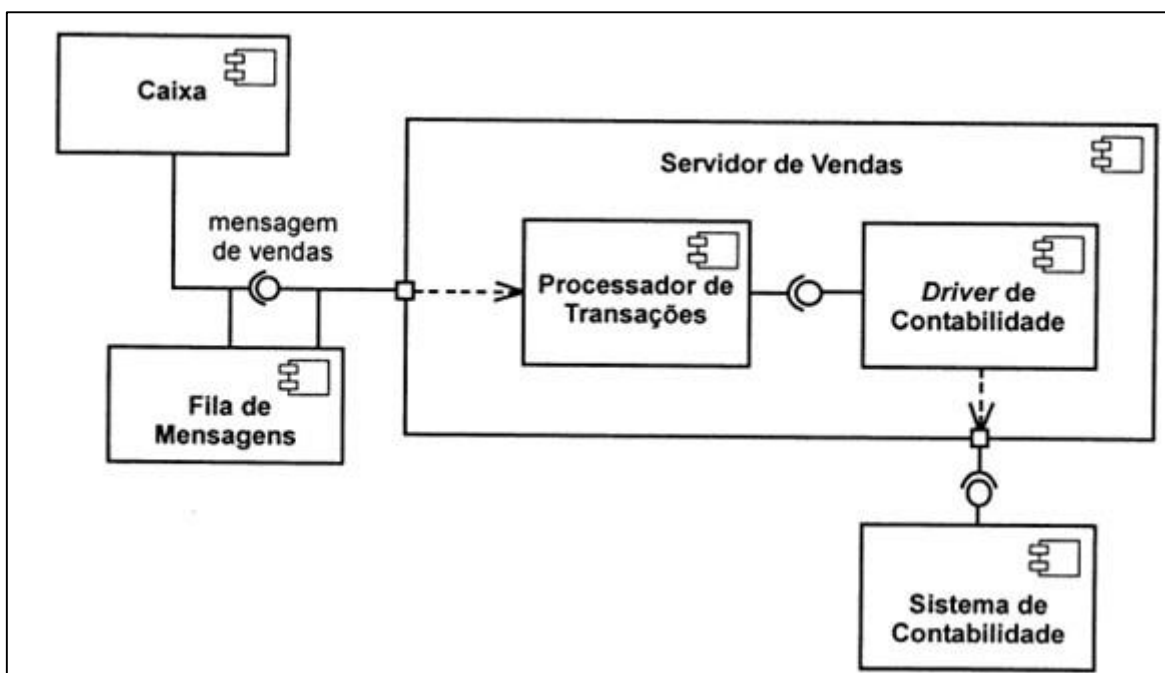 Caixa
mensagem
de vendas
Fila de
Mensagens
Servidor de Vendas
Processador de
Transações
Driver de
Contabilidade
Sistema de
Contabilidade